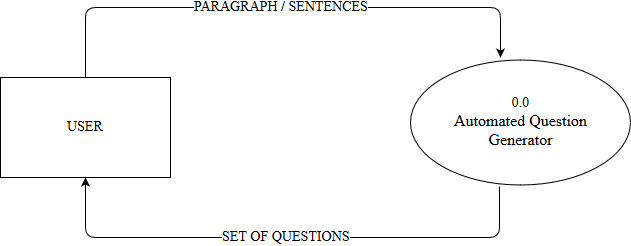 PARAGRAPH / SENTENCES
USER
0.0
Automated Question
Generator
SET OF QUESTIONS